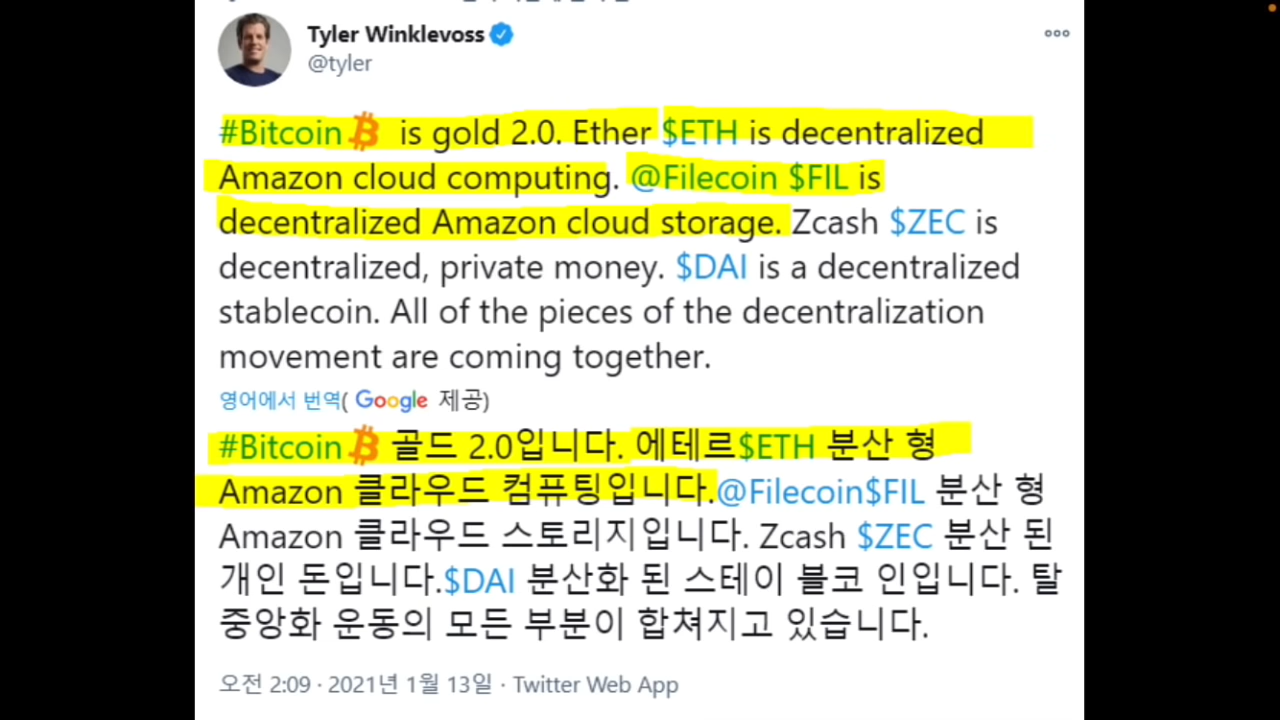 Tyler Winklevoss
@tyler
#Bitcoin is gold 2.0. Ether $ETH is decentralized
Amazon cloud computing. @Filecoin $FIL is
decentralized Amazon cloud storage. Zcash $ZEC is
decentralized, private money. $DAI is a decentralized
stablecoin. All of the pieces of the decentralization
movement are coming together.
영어에서 번역( Google 제공)
#Bitcoin 골드 2.0입니다. 에테르$ETH 분산 형
Amazon 클라우드 컴퓨팅입니다.@Filecoin$FIL 분산 형
Amazon 클라우드 스토리지입니다. Zcash $ZEC 분산 된
개인 돈입니다.$DAI 분산화 된 스테이 블코 인입니다. 탈
중앙화 운동의 모든 부분이 합쳐지고 있습니다.
오전 2:09 · 2021년 1월 13일 · Twitter Web App